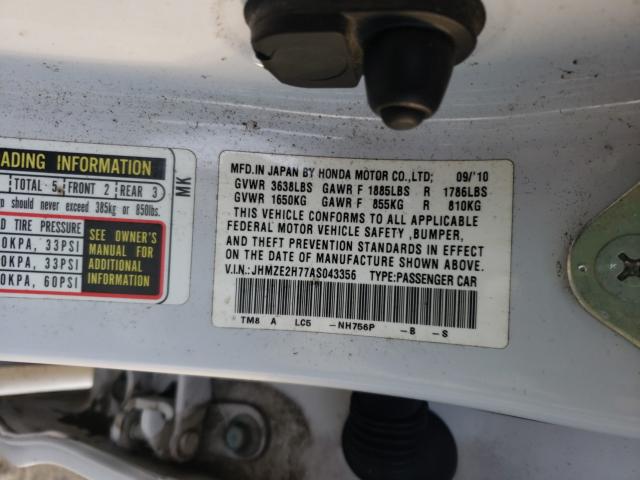 ADING INFORMATION
TOTAL 5 FRONT 2 REAR 3
should never exceed 385kg or 850lbs.
TIRE PRESSURE
0KPA, 33PSI
0KPA, 33PSI
0KPA, 60PSI
SEE OWNER'S
MANUAL FOR
ADDITIONAL
INFORMATION
MK
MFD.IN JAPAN BY HONDA MOTOR CO.,LTD; 09/'10
GVWR 3638LBS GAWR F 1885LBS R 1786LBS
GVWR 1650KG GAWR F 855KG R 810KG
THIS VEHICLE CONFORMS TO ALL APPLICABLE
FEDERAL MOTOR VEHICLE SAFETY ,BUMPER,
AND THEFT PREVENTION STANDARDS IN EFFECT
ON THE DATE OF MANUFACTURE SHOWN ABOVE.
V.I.N.:JHMZE2H77AS043356 TYPE:PASSENGER CAR
TM8 A LC5 -NH756P -B -S